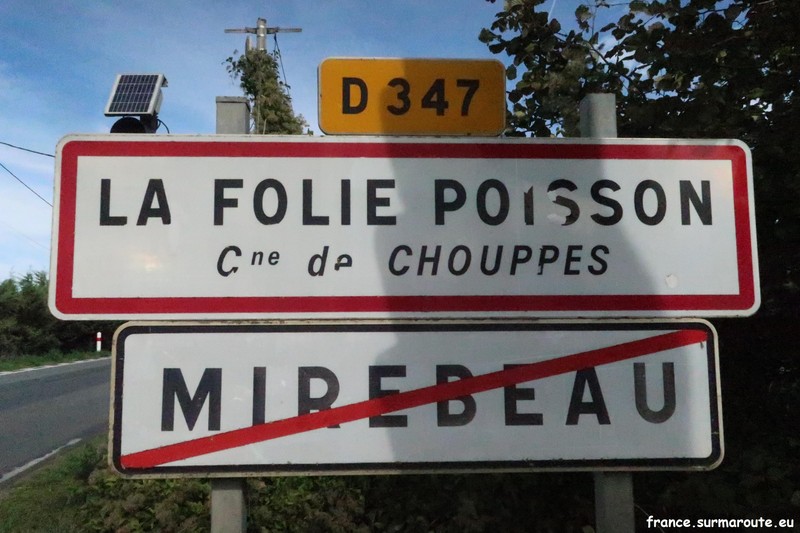 D 347
LA FOLIE POISSON
Cne de CHOUPPES
MIREBEAU
france.surmaroute.eu